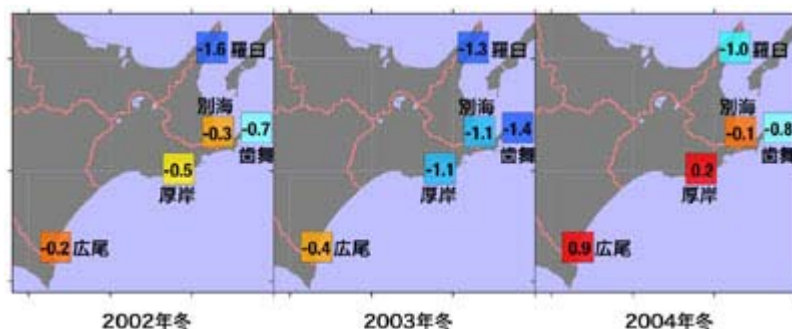 -1.6 羅臼
別海
-0.3
-0.7
歯舞
-0.5
厚岸
-0.2 広尾
2002年冬
-1.3 羅臼
別海
-1.1
-1.4
歯舞
-1.1
厚岸
-0.4 広尾
2003年冬
-1.0 羅臼
別海
-0.1
-0.8
歯舞
0.2
厚岸
0.9 広尾
2004年冬